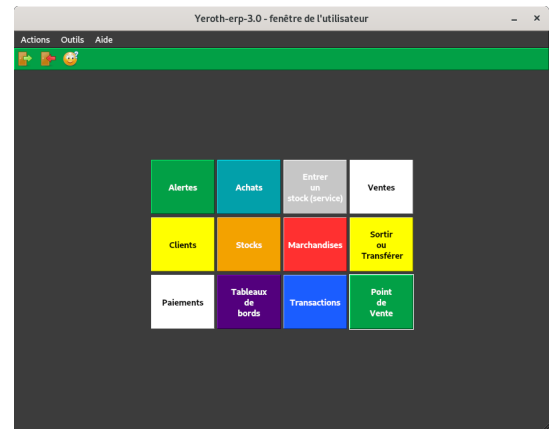 Yeroth-erp-3.0 - fenêtre de l'utilisateur
Actions Outils Aide
Alertes
Achats
Entrer
un
stock (service)
Ventes
Clients
Stocks
Marchandises
Sortir
ou
Transférer
Paiements
Tableaux
de
bords
Transactions
Point
de
Vente